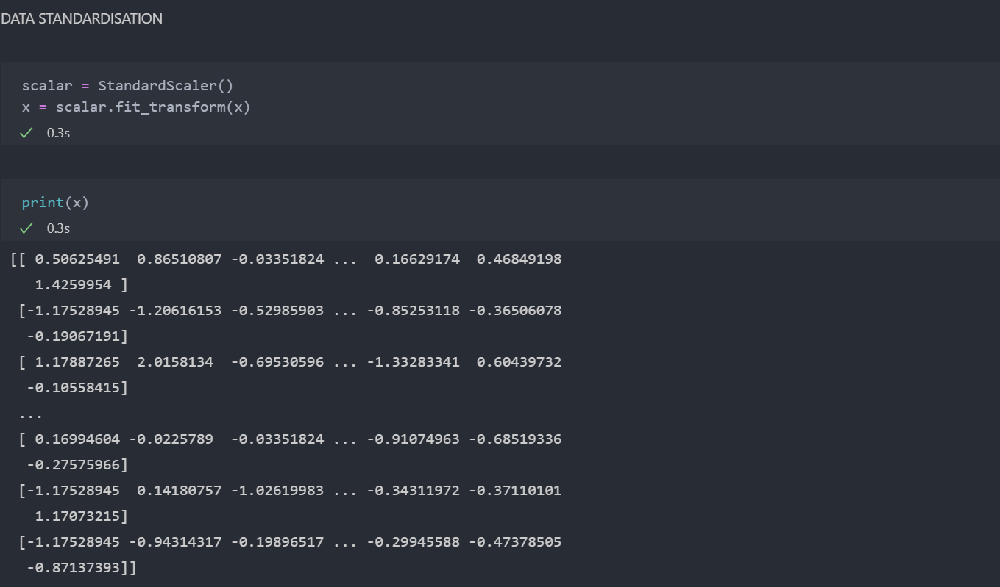 DATA STANDARDISATION
scalar = StandardScaler()
x = scalar.fit_transform(x)
✓ 0.3s
print(x)
✓ 0.3s
[[ 0.50625491  0.86510807 -0.03351824 ...  0.16629174  0.46849198
   1.4259954 ]
 [-1.17528945 -1.20616153 -0.52985903 ... -0.85253118 -0.36506078
  -0.19067191]
 [ 1.17887265  2.0158134  -0.69530596 ... -1.33283341  0.60439732
  -0.10558415]
 ...
 [ 0.16994604 -0.0225789  -0.03351824 ... -0.91074963 -0.68519336
  -0.27575966]
 [-1.17528945  0.14180757 -1.02619983 ... -0.34311972 -0.37110101
   1.17073215]
 [-1.17528945 -0.94314317 -0.19896517 ... -0.29945588 -0.47378505
  -0.87137393]]